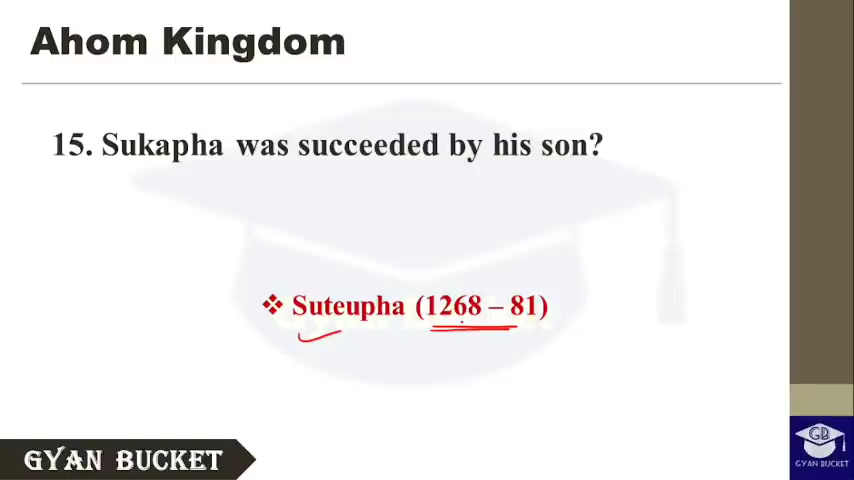 Ahom Kingdom
15. Sukapha was succeeded by his son?
❖ Suteupha (1268 – 81)
GYAN BUCKET
GB
GYAN BUCKET